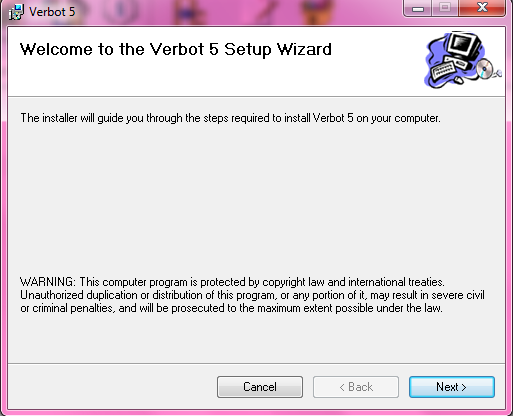 Verbot 5
Welcome to the Verbot 5 Setup Wizard
The installer will guide you through the steps required to install Verbot 5 on your computer.
WARNING: This computer program is protected by copyright law and international treaties.
Unauthorized duplication or distribution of this program, or any portion of it, may result in severe civil
or criminal penalties, and will be prosecuted to the maximum extent possible under the law.
Cancel
< Back
Next >